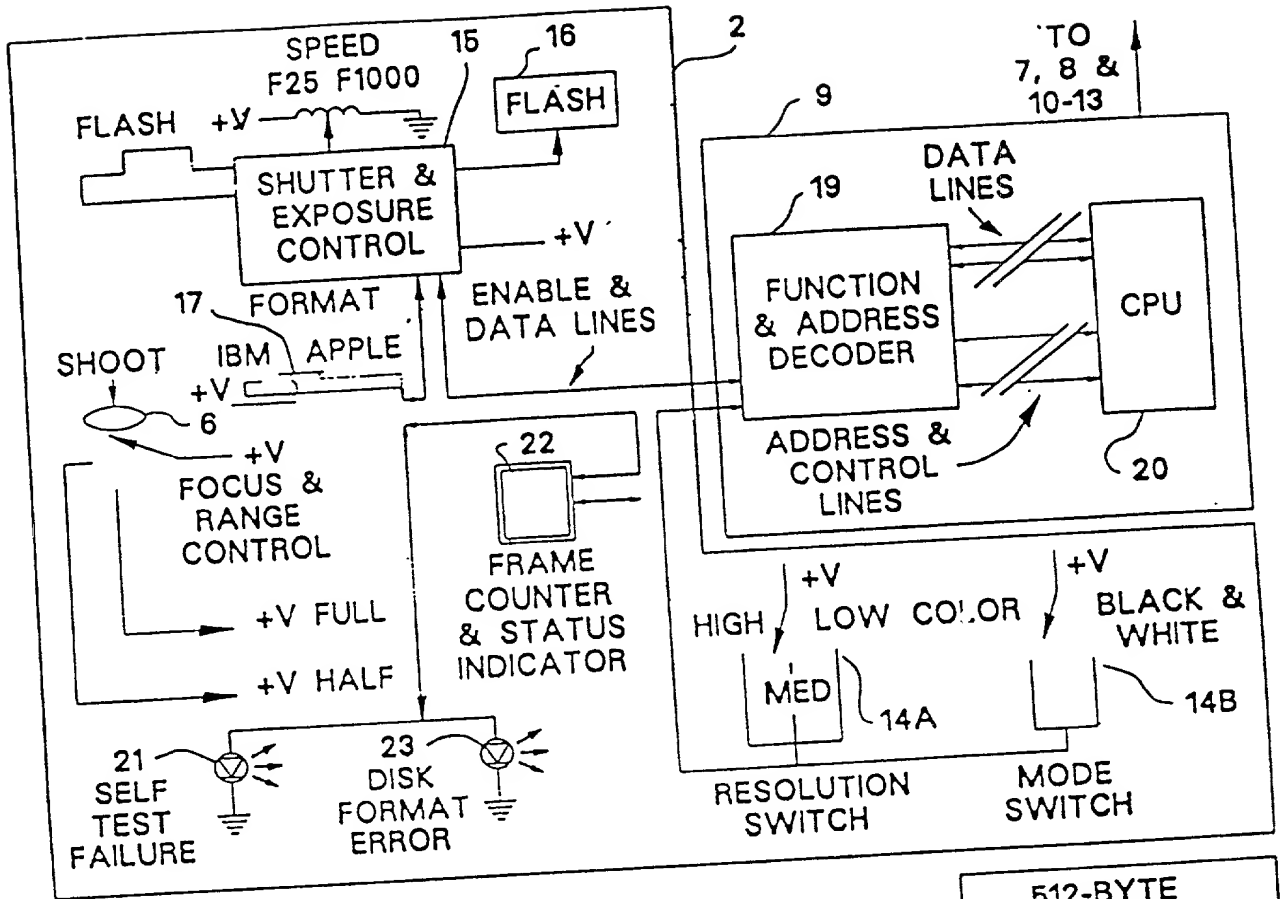 SPEED
F25 F1000
15
16
2
FLASH
+V
FLASH
SHUTTER &
EXPOSURE
CONTROL
+V
ENABLE &
DATA LINES
FORMAT
17
IBM APPLE
SHOOT
+V
6
+V
FOCUS &
RANGE
CONTROL
+V FULL
+V HALF
22
FRAME
COUNTER
& STATUS
INDICATOR
21
SELF
TEST
FAILURE
23
DISK
FORMAT
ERROR
TO
7, 8 &
10-13
9
DATA
LINES
19
FUNCTION
& ADDRESS
DECODER
CPU
ADDRESS &
CONTROL
LINES
20
+V
HIGH
LOW
MED
14A
RESOLUTION
SWITCH
+V
COLOR
BLACK &
WHITE
14B
MODE
SWITCH
512-BYTE